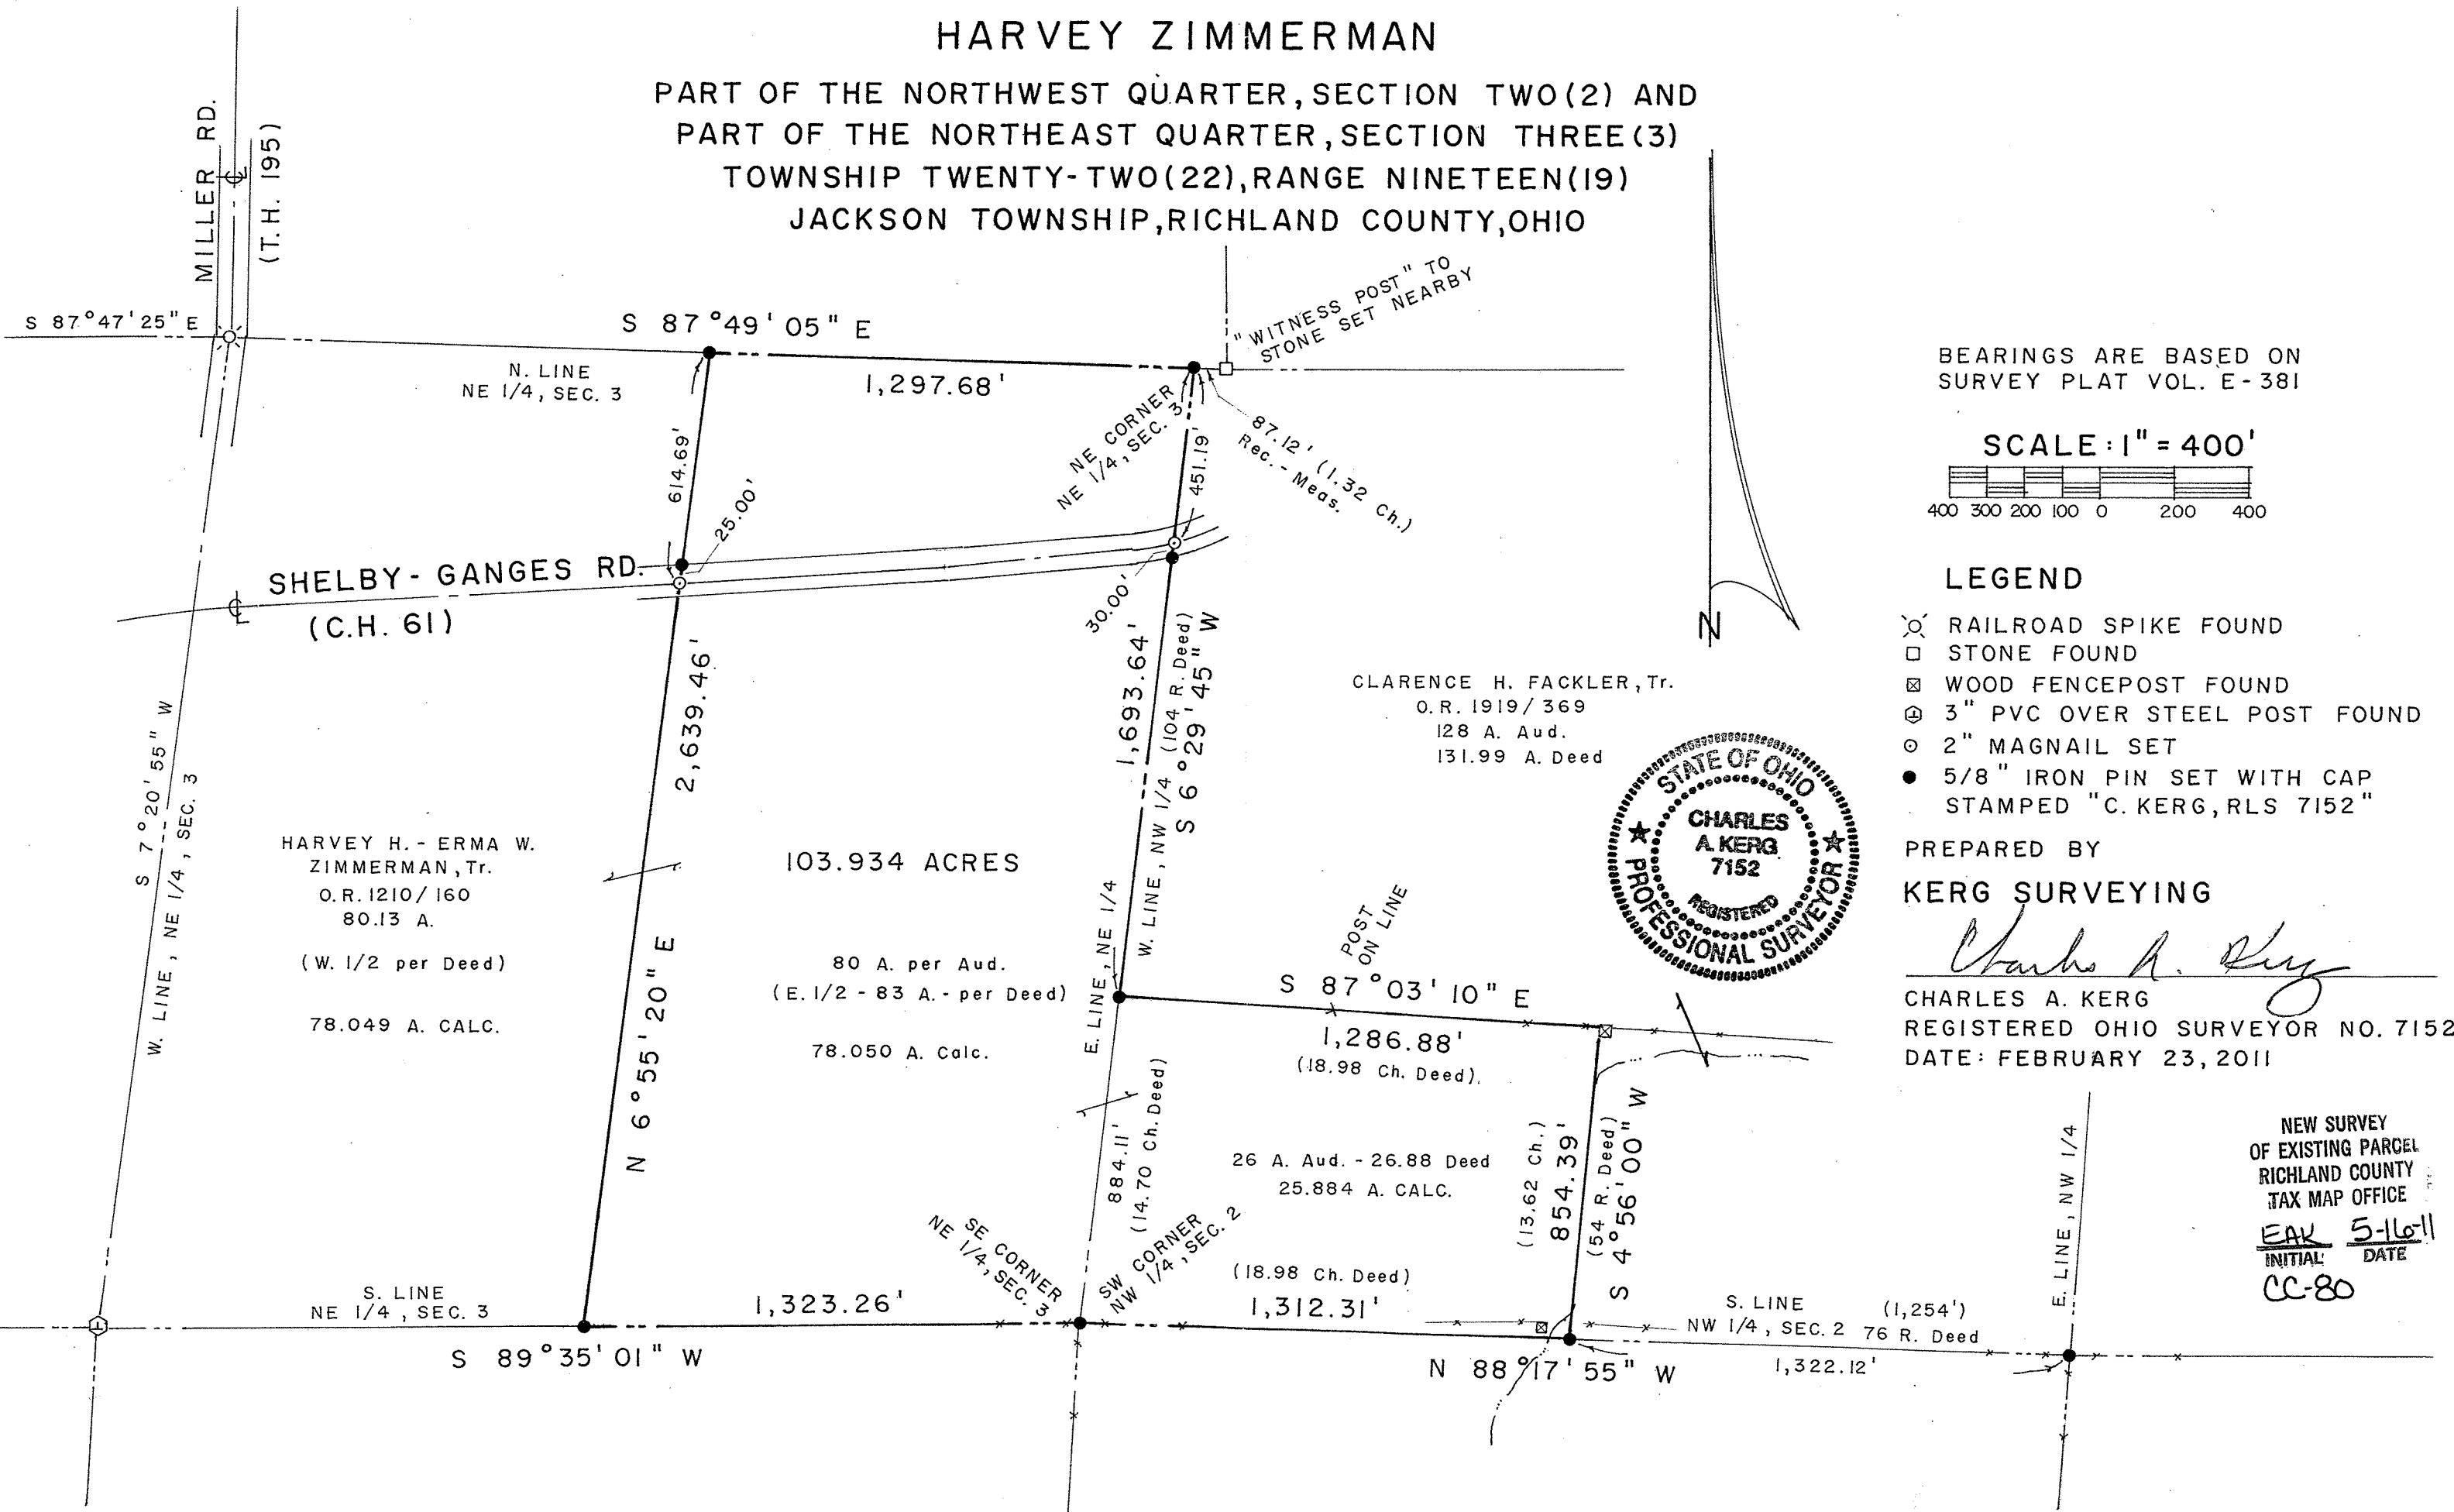 HARVEY ZIMMERMAN
PART OF THE NORTHWEST QUARTER, SECTION TWO(2) AND
PART OF THE NORTHEAST QUARTER, SECTION THREE(3)
TOWNSHIP TWENTY-TWO(22), RANGE NINETEEN(19)
JACKSON TOWNSHIP, RICHLAND COUNTY, OHIO
MILLER RD.
(T.H. 195)
S 87°47'25" E
S 87°49'05" E
N. LINE
NE 1/4, SEC. 3
1,297.68'
"WITNESS POST" TO
STONE SET NEARBY
NE CORNER
NE 1/4, SEC. 3
87.12' (1.32 Ch.)
Rec. - Meas.
614.69'
25.00'
451.19'
30.00'
SHELBY - GANGES RD.
(C.H. 61)
BEARINGS ARE BASED ON
SURVEY PLAT VOL. E-381
SCALE: 1" = 400'
400 300 200 100 0 200 400
N
LEGEND
RAILROAD SPIKE FOUND
STONE FOUND
WOOD FENCEPOST FOUND
3" PVC OVER STEEL POST FOUND
2" MAGNAIL SET
5/8" IRON PIN SET WITH CAP
STAMPED "C. KERG, RLS 7152"
PREPARED BY
KERG SURVEYING
Charles A. Kerg
CHARLES A. KERG
REGISTERED OHIO SURVEYOR NO. 7152
DATE: FEBRUARY 23, 2011
STATE OF OHIO
CHARLES
A. KERG
7152
REGISTERED
PROFESSIONAL SURVEYOR
CLARENCE H. FACKLER, Tr.
O.R. 1919/369
128 A. Aud.
131.99 A. Deed
S 7°20'55" W
W. LINE, NE 1/4, SEC. 3
HARVEY H. - ERMA W.
ZIMMERMAN, Tr.
O.R. 1210/160
80.13 A.
(W. 1/2 per Deed)
78.049 A. CALC.
2,639.46'
N 6°55'20" E
103.934 ACRES
80 A. per Aud.
(E. 1/2 - 83 A. - per Deed)
78.050 A. Calc.
1,693.64'
(104 R. Deed)
S 6°29'45" W
W. LINE, NW 1/4
E. LINE, NE 1/4
POST
ON LINE
S 87°03'10" E
1,286.88'
(18.98 Ch. Deed)
884.11'
(14.70 Ch. Deed)
26 A. Aud. - 26.88 Deed
25.884 A. CALC.
(13.62 Ch.)
854.39'
(54 R. Deed)
S 4°56'00" W
SE CORNER
NE 1/4, SEC. 3
SW CORNER
NW 1/4, SEC. 2
(18.98 Ch. Deed)
1,312.31'
S. LINE
NE 1/4, SEC. 3
1,323.26'
S 89°35'01" W
N 88°17'55" W
S. LINE
NW 1/4, SEC. 2
(1,254')
76 R. Deed
1,322.12'
E. LINE, NW 1/4
NEW SURVEY
OF EXISTING PARCEL
RICHLAND COUNTY
TAX MAP OFFICE
EAK 5-16-11
INITIAL DATE
CC-80